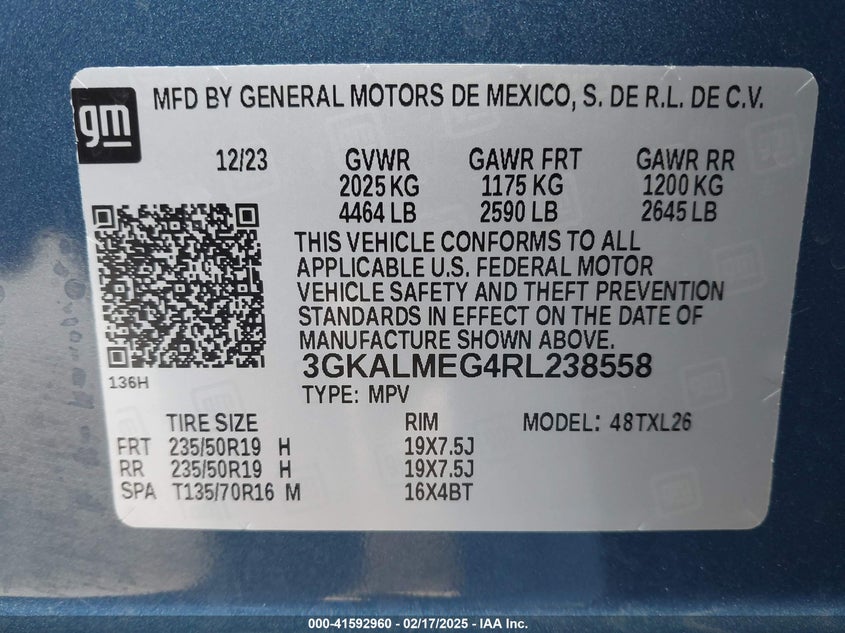 gm
MFD BY GENERAL MOTORS DE MEXICO, S. DE R.L. DE C.V.
12/23 GVWR GAWR FRT GAWR RR
2025 KG 1175 KG 1200 KG
4464 LB 2590 LB 2645 LB
THIS VEHICLE CONFORMS TO ALL
APPLICABLE U.S. FEDERAL MOTOR
VEHICLE SAFETY AND THEFT PREVENTION
STANDARDS IN EFFECT ON THE DATE OF
MANUFACTURE SHOWN ABOVE.
3GKALMEG4RL238558
136H
TYPE: MPV
TIRE SIZE RIM MODEL: 48TXL26
FRT 235/50R19 H 19X7.5J
RR 235/50R19 H 19X7.5J
SPA T135/70R16 M 16X4BT
000-41592960 - 02/17/2025 - IAA Inc.